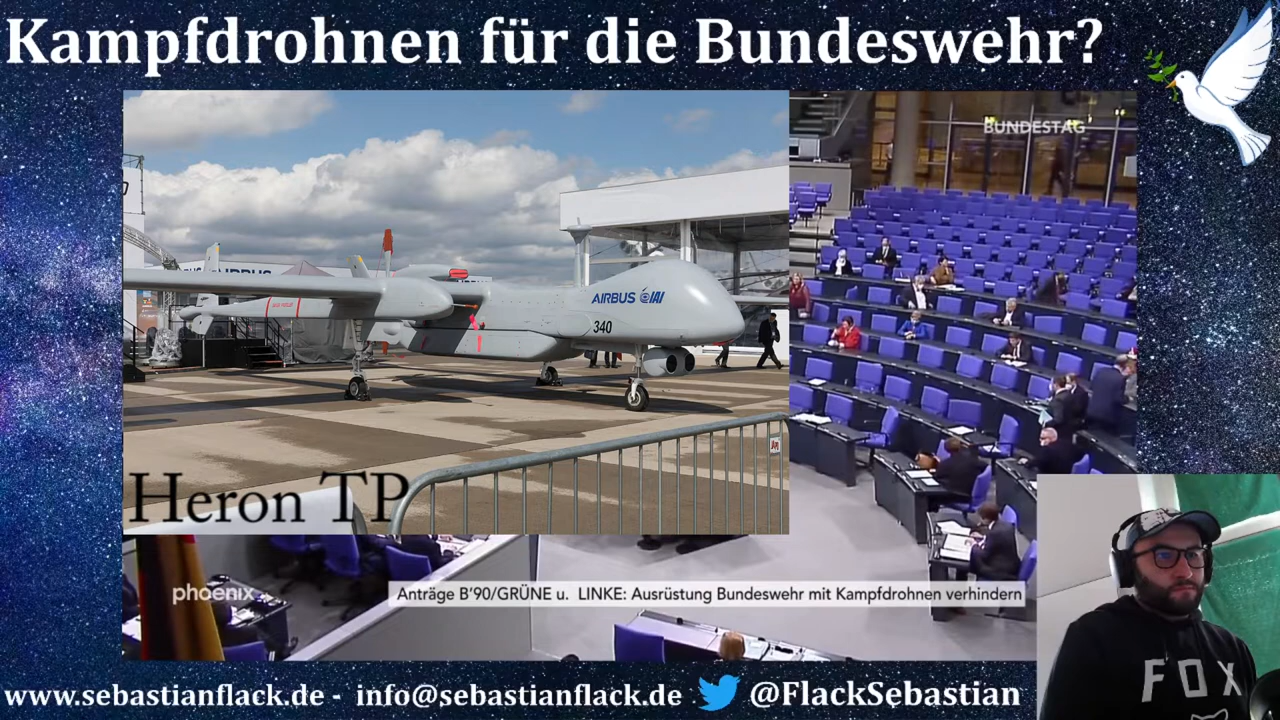 Kampfdrohnen für die Bundeswehr?
BUNDESTAG
AIRBUS
AIRBUS IAI
340
Heron TP
phoenix
Anträge B'90/GRÜNE u. LINKE: Ausrüstung Bundeswehr mit Kampfdrohnen verhindern
FOX
www.sebastianflack.de - info@sebastianflack.de @FlackSebastian